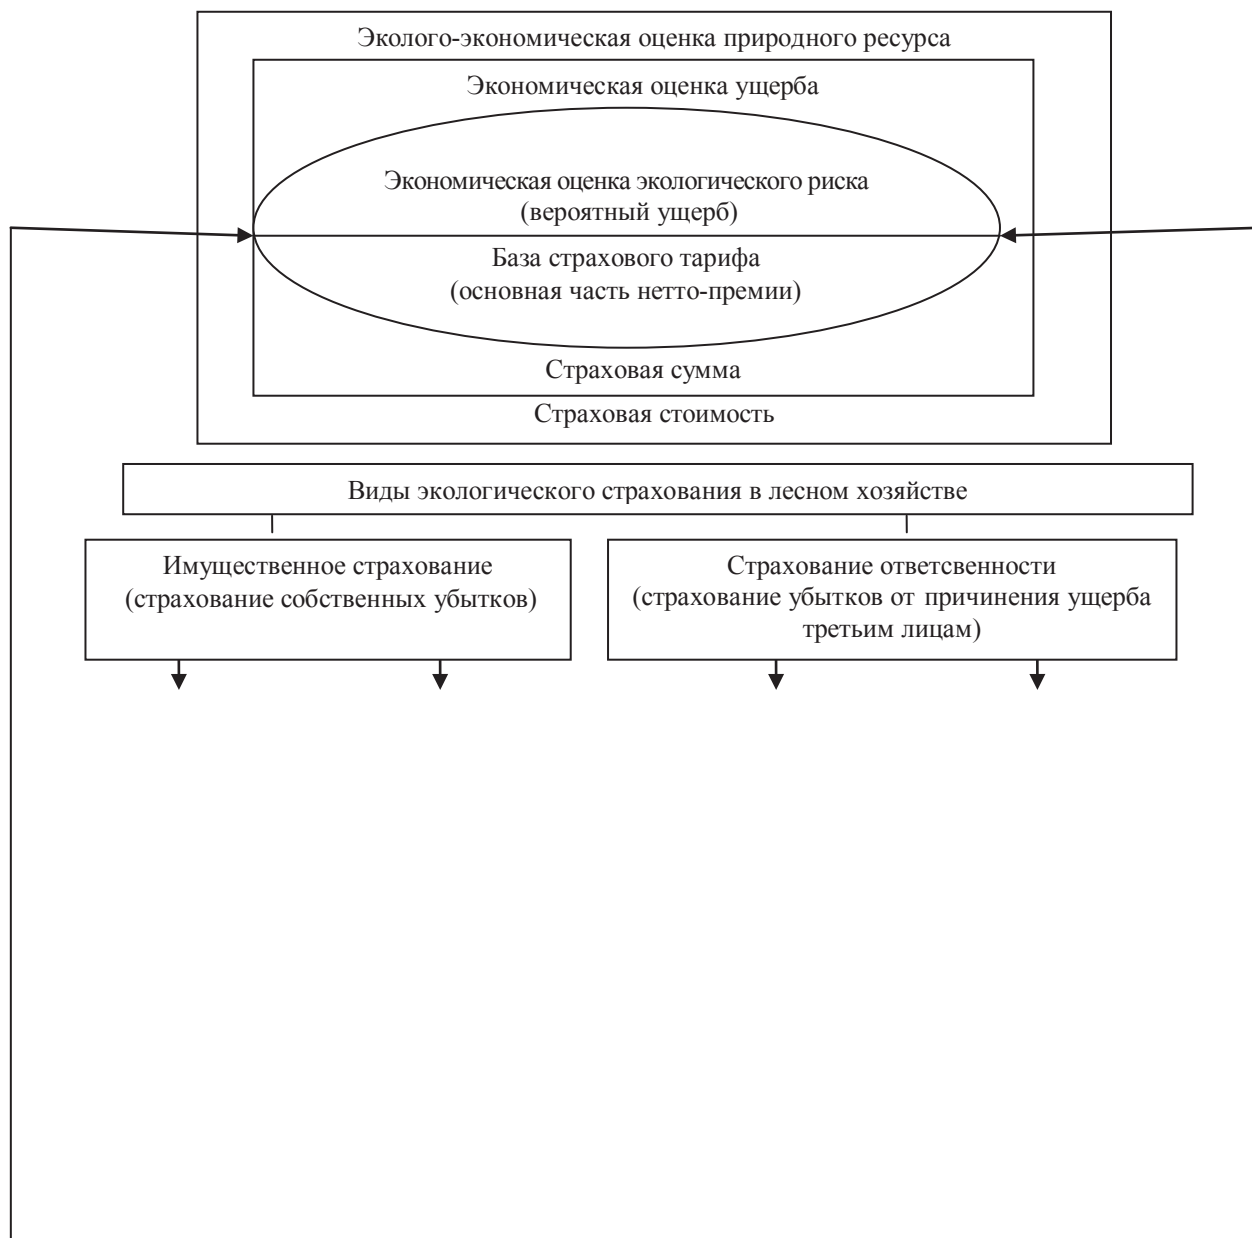 Эколого-экономическая оценка природного ресурса
Экономическая оценка ущерба
Экономическая оценка экологического риска
(вероятный ущерб)
База страхового тарифа
(основная часть нетто-премии)
Страховая сумма
Страховая стоимость
Виды экологического страхования в лесном хозяйстве
Имущественное страхование
(страхование собственных убытков)
Страхование ответсвенности
(страхование убытков от причинения ущерба
третьим лицам)